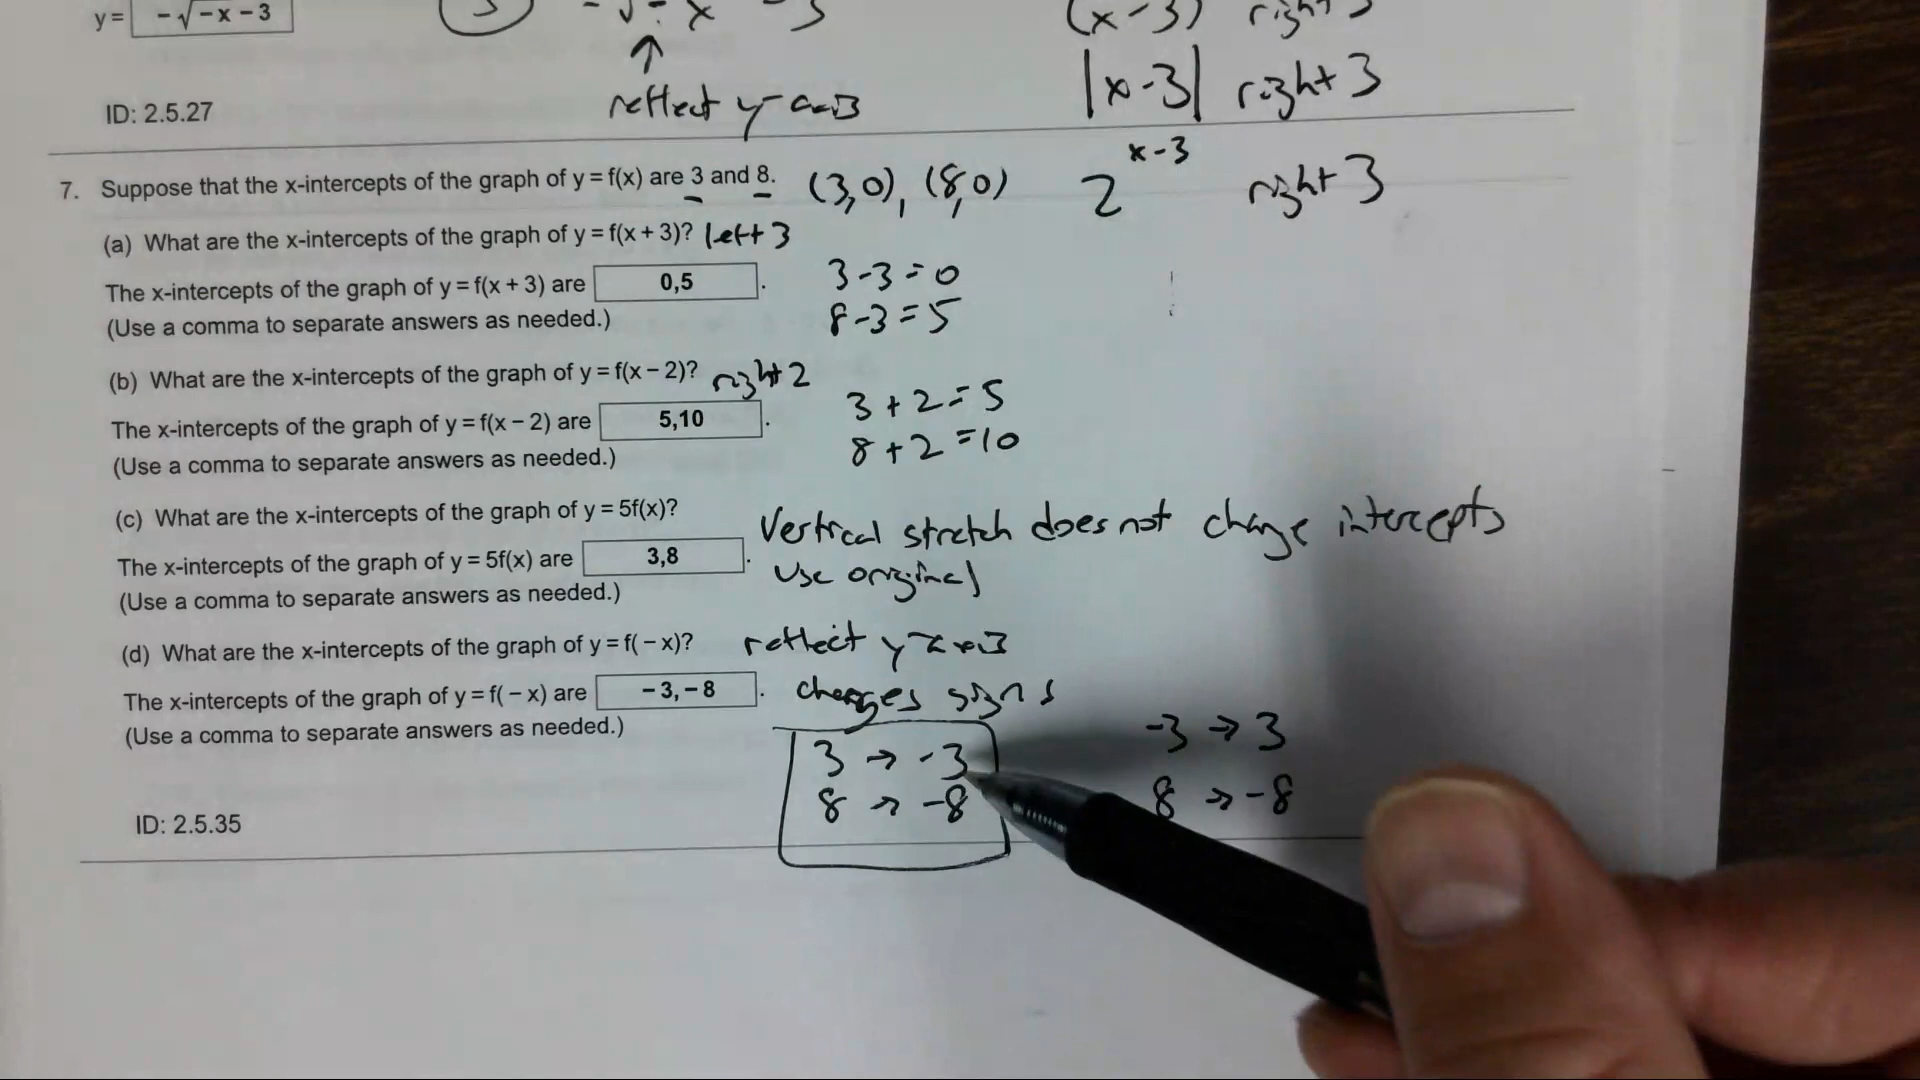 y = -√-x - 3
(x-3) right 3
reflect y-axis
|x-3| right 3
ID: 2.5.27
7. Suppose that the x-intercepts of the graph of y = f(x) are 3 and 8. (3,0), (8,0)
2^(x-3) right 3
(a) What are the x-intercepts of the graph of y = f(x + 3)? left 3
The x-intercepts of the graph of y = f(x + 3) are 0,5 .
3-3=0
(Use a comma to separate answers as needed.)
8-3=5
(b) What are the x-intercepts of the graph of y = f(x - 2)? right 2
3+2=5
The x-intercepts of the graph of y = f(x - 2) are 5,10 .
8+2=10
(Use a comma to separate answers as needed.)
(c) What are the x-intercepts of the graph of y = 5f(x)?
Vertical stretch does not change intercepts
The x-intercepts of the graph of y = 5f(x) are 3,8 .
use original
(Use a comma to separate answers as needed.)
(d) What are the x-intercepts of the graph of y = f( - x)? reflect y-axis
The x-intercepts of the graph of y = f( - x) are - 3, - 8 . changes signs
(Use a comma to separate answers as needed.)
3 → -3
8 → -8
-3 → 3
8 → -8
ID: 2.5.35